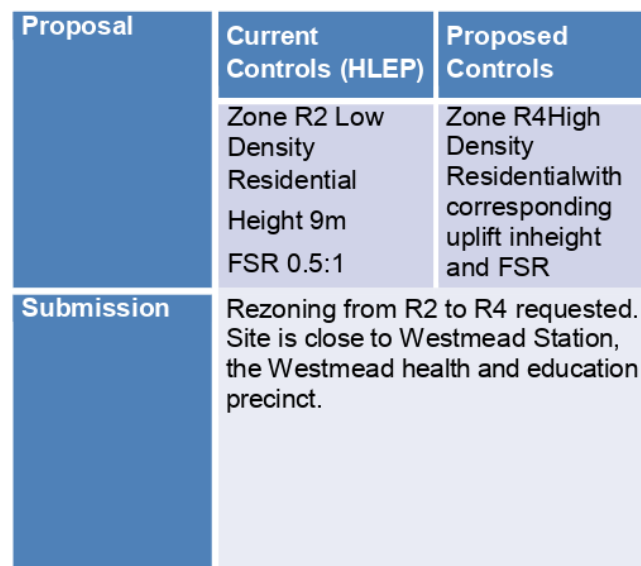 Proposal
Current
Controls (HLEP)
Proposed
Controls
Zone R2 Low
Density
Residential
Height 9m
FSR 0.5:1
Zone R4High
Density
Residentialwith
corresponding
uplift inheight
and FSR
Submission
Rezoning from R2 to R4 requested.
Site is close to Westmead Station,
the Westmead health and education
precinct.